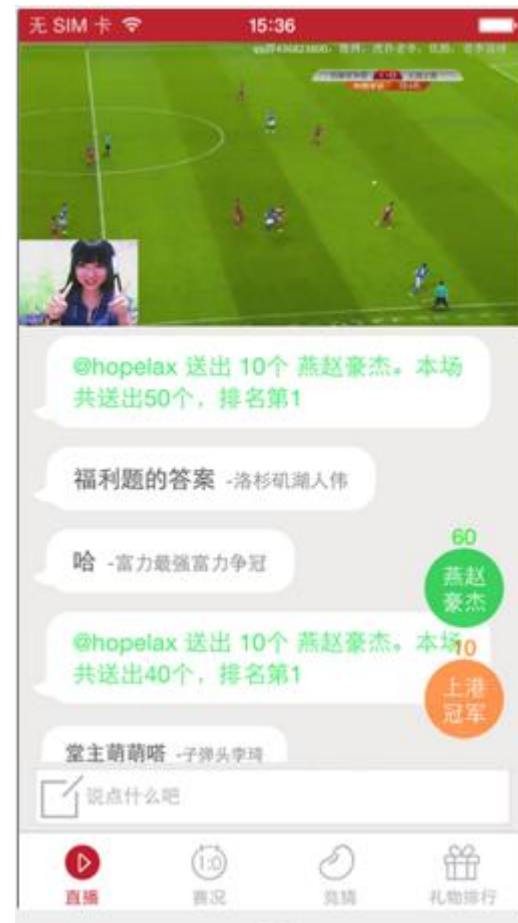 无 SIM 卡
15:36
@hopelax 送出 10个 燕赵豪杰。本场
共送出50个，排名第1
福利题的答案 -洛杉矶湖人伟
哈 -富力最强富力争冠
60
燕赵
豪杰
@hopelax 送出 10个 燕赵豪杰。本场
10
共送出40个，排名第1
上港
冠军
堂主萌萌嗒 -子弹头李琦
说点什么吧
1:0
直播
赛况
竞猜
礼物排行